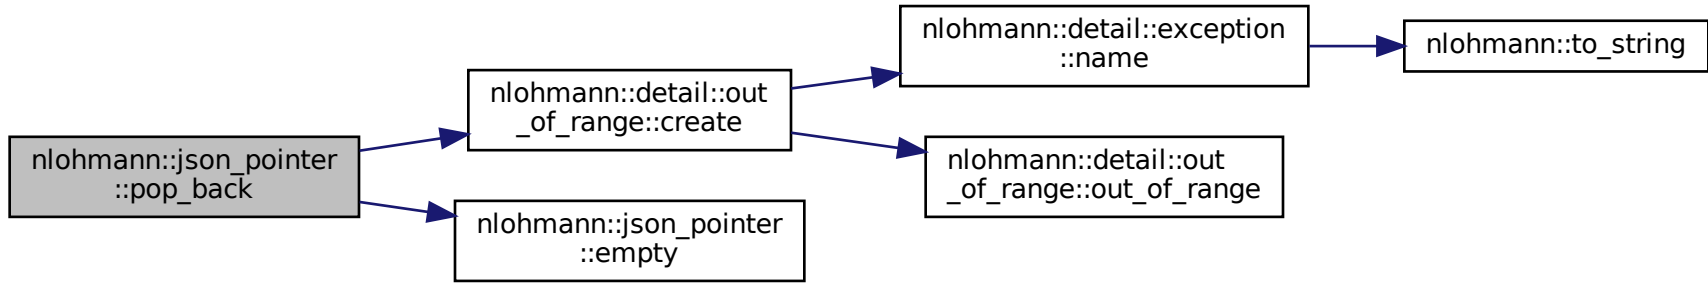 nlohmann::json_pointer
::pop_back
nlohmann::detail::out
_of_range::create
nlohmann::json_pointer
::empty
nlohmann::detail::exception
::name
nlohmann::detail::out
_of_range::out_of_range
nlohmann::to_string